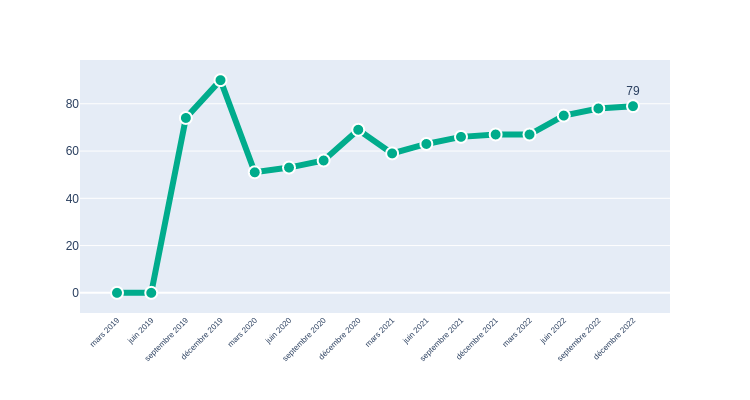 79
80
60
40
20
0
mars 2019
juin 2019
septembre 2019
décembre 2019
mars 2020
juin 2020
septembre 2020
décembre 2020
mars 2021
juin 2021
septembre 2021
décembre 2021
mars 2022
juin 2022
septembre 2022
décembre 2022